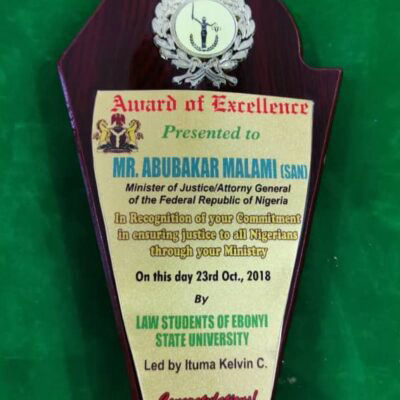 Award of Excellence
Presented to
MR. ABUBAKAR MALAMI (SAN)
Minister of Justice/Attorny General
of the Federal Republic of Nigeria
In Recognition of your Commitment
in ensuring justice to all Nigerians
through your Ministry
On this day 23rd Oct., 2018
By
LAW STUDENTS OF EBONYI
STATE UNIVERSITY
Led by Ituma Kelvin C.
Congratulations!